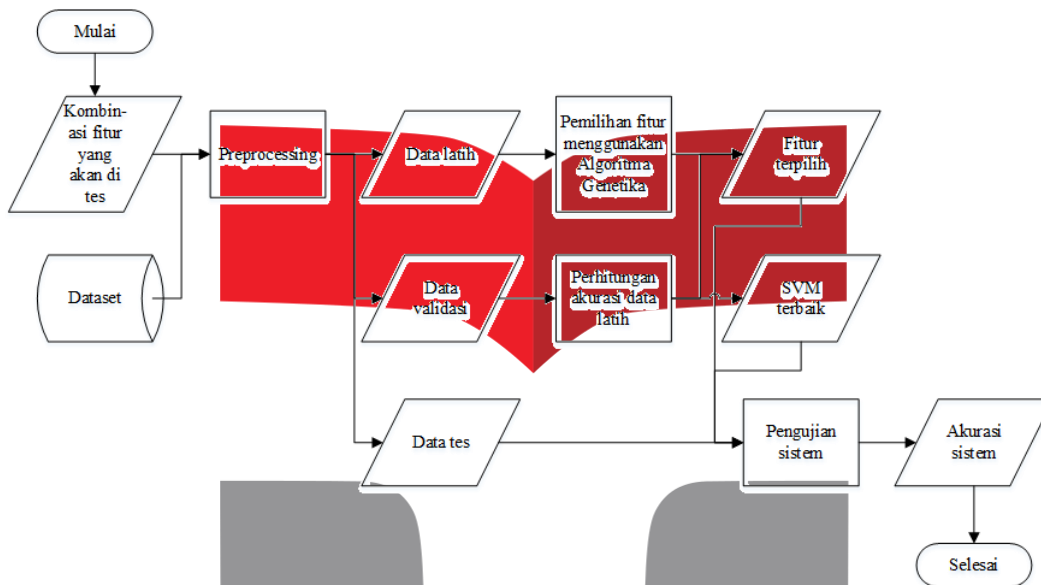 Mulai
Kombin-
asi fitur
yang
akan di
tes
Preprocessing
Data latih
Pemilihan fitur
menggunakan
Algoritma
Genetika
Fitur
terpilih
Dataset
Data
validasi
Perhitungan
akurasi data
latih
SVM
terbaik
Data tes
Pengujian
sistem
Akurasi
sistem
Selesai